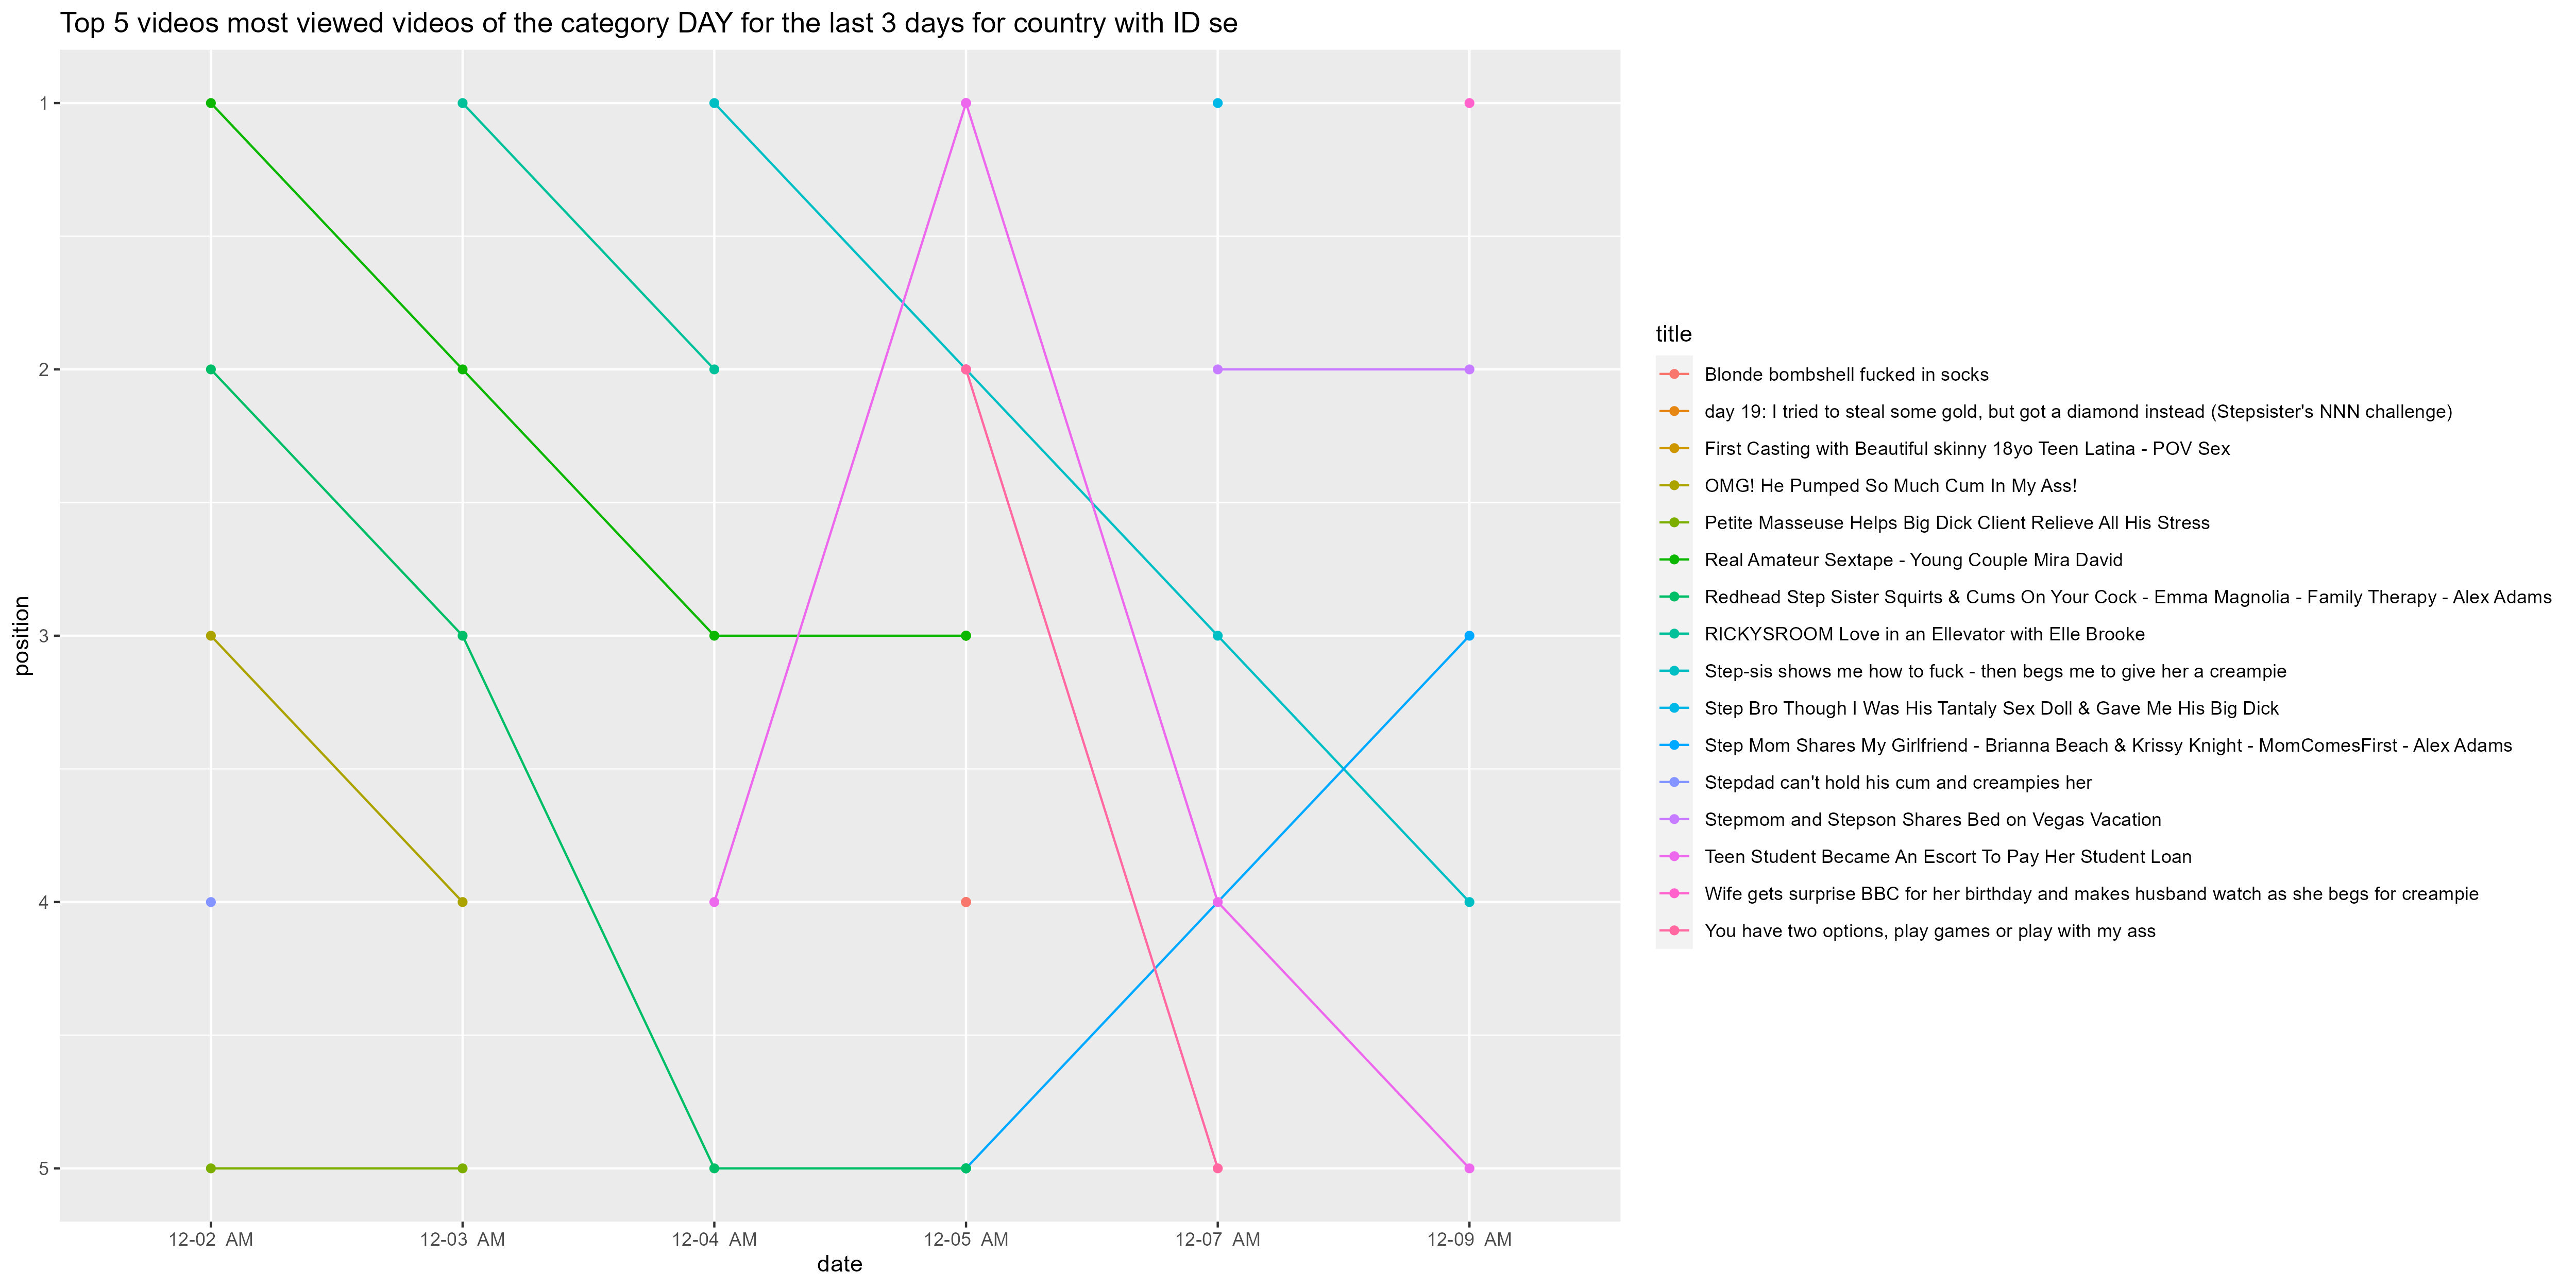 Top 5 videos most viewed videos of the category DAY for the last 3 days for country with ID se
position
1
2
3
4
5
12-02 AM
12-03 AM
12-04 AM
12-05 AM
12-07 AM
12-09 AM
date
title
Blonde bombshell fucked in socks
day 19: I tried to steal some gold, but got a diamond instead (Stepsister's NNN challenge)
First Casting with Beautiful skinny 18yo Teen Latina - POV Sex
OMG! He Pumped So Much Cum In My Ass!
Petite Masseuse Helps Big Dick Client Relieve All His Stress
Real Amateur Sextape - Young Couple Mira David
Redhead Step Sister Squirts & Cums On Your Cock - Emma Magnolia - Family Therapy - Alex Adams
RICKYSROOM Love in an Ellevator with Elle Brooke
Step-sis shows me how to fuck - then begs me to give her a creampie
Step Bro Though I Was His Tantaly Sex Doll & Gave Me His Big Dick
Step Mom Shares My Girlfriend - Brianna Beach & Krissy Knight - MomComesFirst - Alex Adams
Stepdad can't hold his cum and creampies her
Stepmom and Stepson Shares Bed on Vegas Vacation
Teen Student Became An Escort To Pay Her Student Loan
Wife gets surprise BBC for her birthday and makes husband watch as she begs for creampie
You have two options, play games or play with my ass